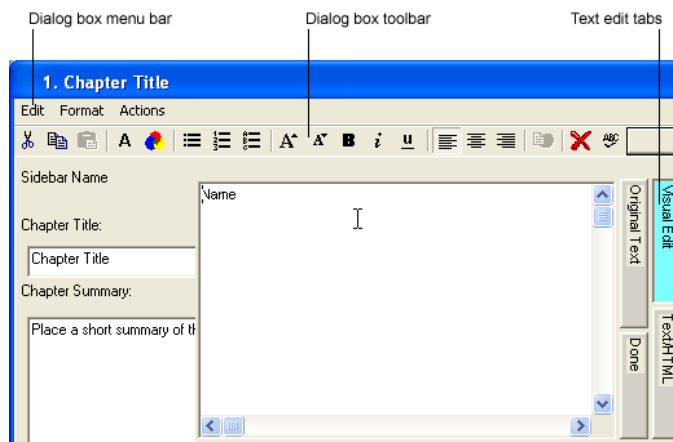 Dialog box menu bar
Dialog box toolbar
Text edit tabs
1. Chapter Title
Edit Format Actions
A A A B i u ABC
Sidebar Name
Name
Chapter Title:
Chapter Title
Chapter Summary:
Place a short summary of
Original Text
Visual Edit
Done
Text/HTML